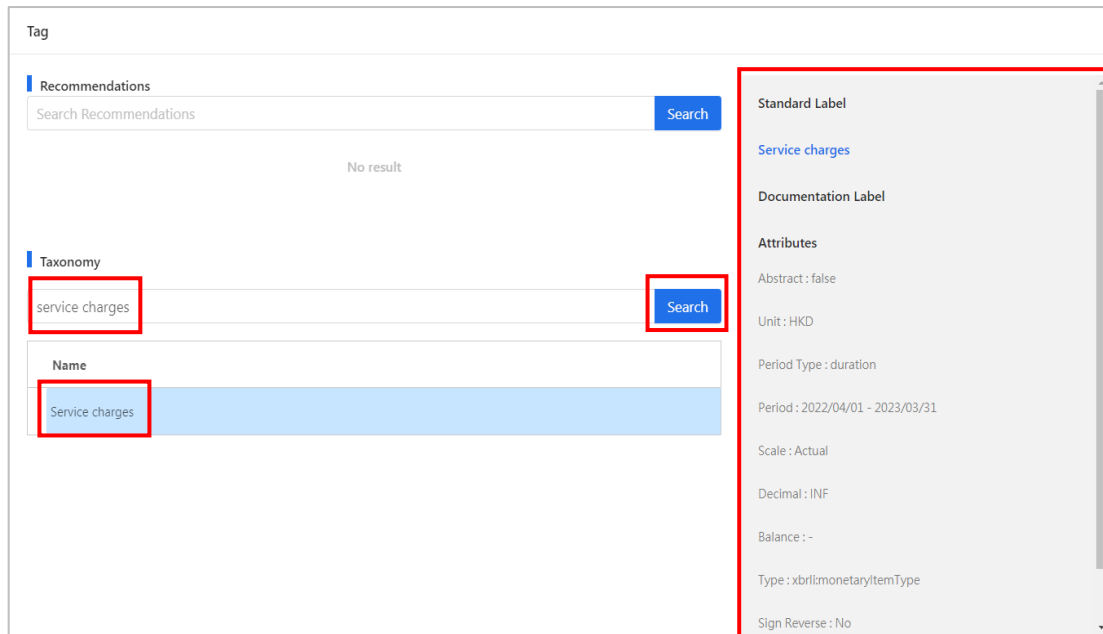 Tag
Recommendations
Search Recommendations
Search
No result
Taxonomy
service charges
Search
Name
Service charges
Standard Label
Service charges
Documentation Label
Attributes
Abstract : false
Unit : HKD
Period Type : duration
Period : 2022/04/01 - 2023/03/31
Scale : Actual
Decimal : INF
Balance : -
Type : xbrli:monetaryItemType
Sign Reverse : No